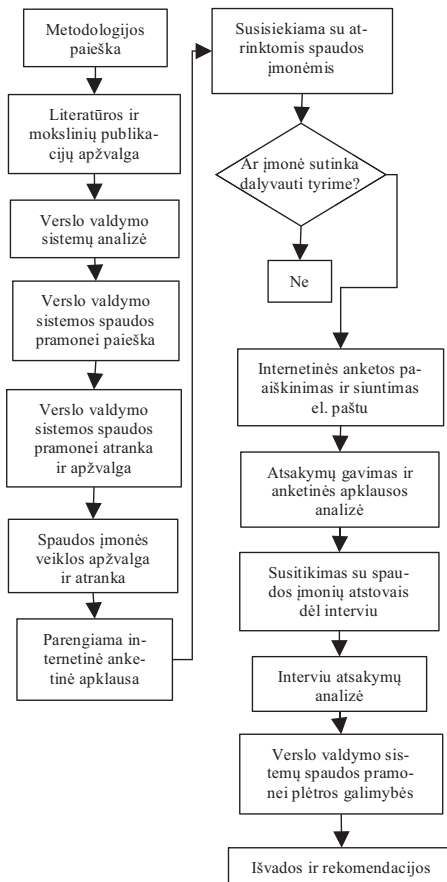 Metodologijos
paieška
Literatūros ir
mokslinių publika-
cijų apžvalga
Verslo valdymo
sistemų analizė
Verslo valdymo
sistemos spaudos
pramonei paieška
Verslo valdymo
sistemos spaudos
pramonei atranka
ir apžvalga
Spaudos įmonės
veiklos apžvalga
ir atranka
Parengiama in-
ternetinė anke-
tinė apklausa
Susisiekiama su at-
rinktomis spaudos
įmonėmis
Ar įmonė sutinka
dalyvauti tyrime?
Ne
Internetinės anketos pa-
aiškinimas ir siuntimas
el. paštu
Atsakymų gavimas ir
anketinės apklausos
analizė
Susitikimas su spau-
dos įmonių atstovais
dėl interviu
Interviu atsakymų
analizė
Verslo valdymo sis-
temų spaudos pramo-
nei plėtros galimybės
Išvados ir rekomendacijos